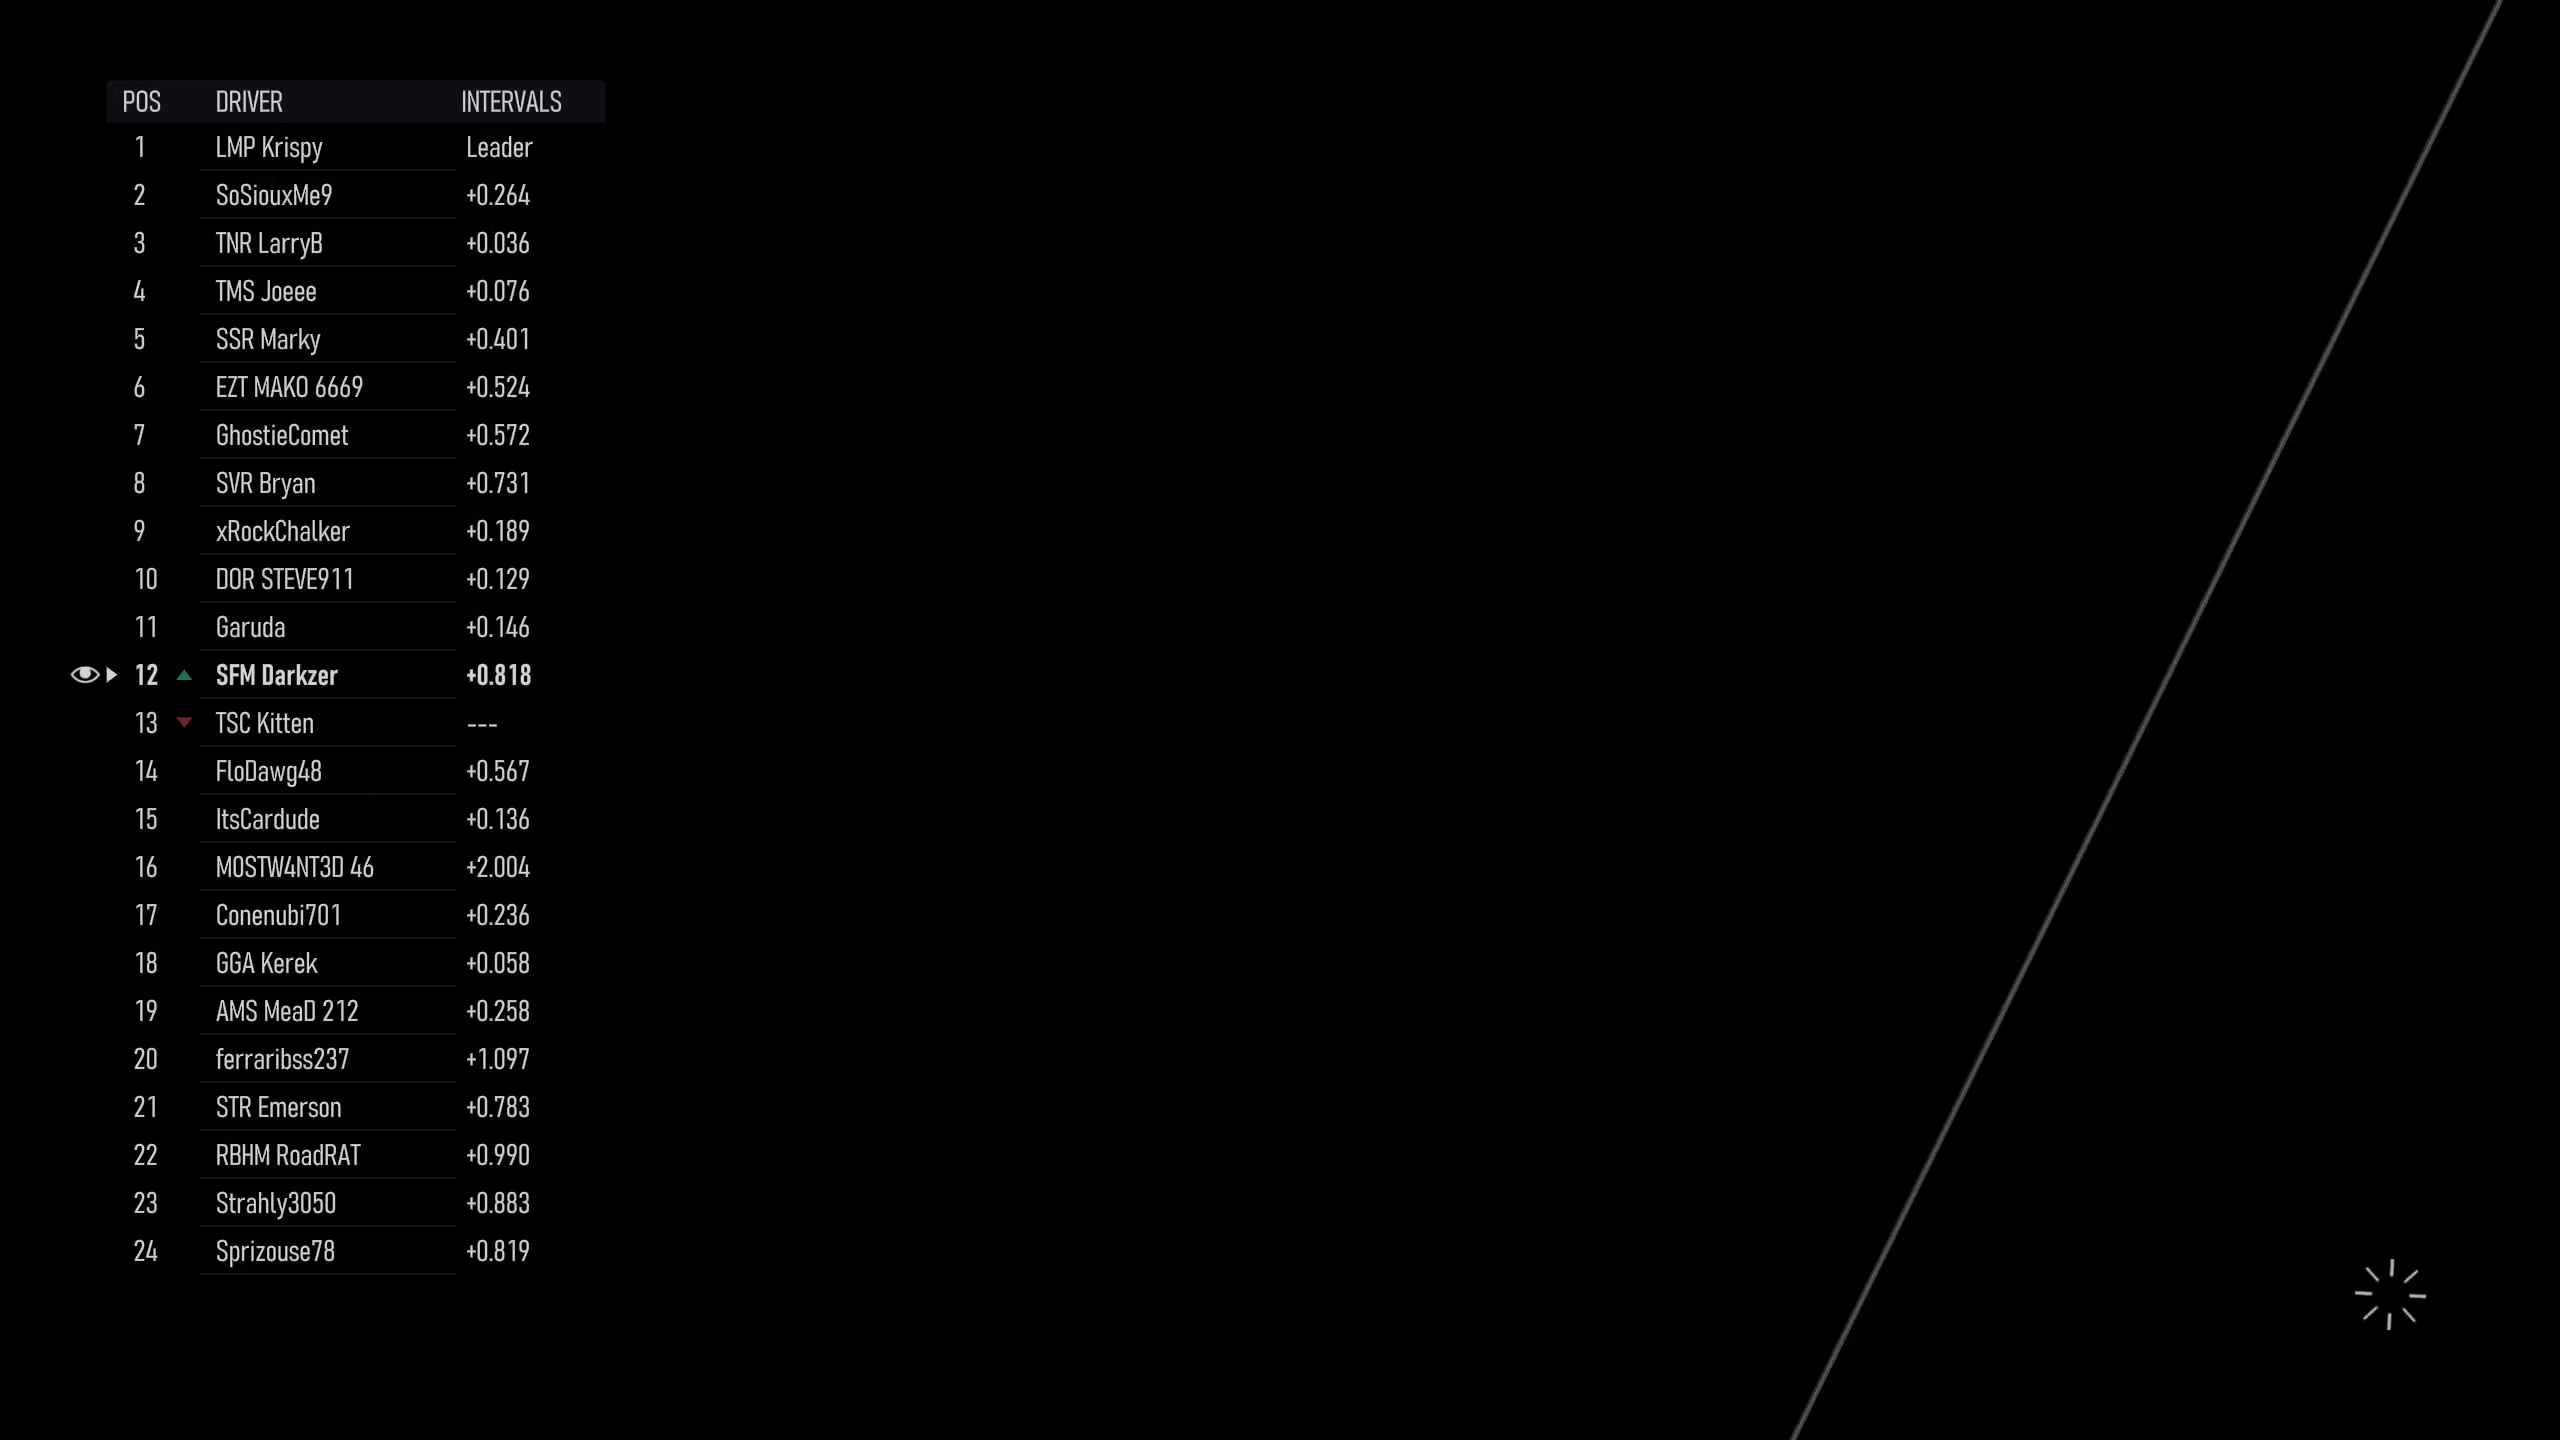 POS DRIVER INTERVALS
1 LMP Krispy Leader
2 SoSiouxMe9 +0.264
3 TNR LarryB +0.036
4 TMS Joeee +0.076
5 SSR Marky +0.401
6 EZT MAKO 6669 +0.524
7 GhostieComet +0.572
8 SVR Bryan +0.731
9 xRockChalker +0.189
10 DOR STEVE911 +0.129
11 Garuda +0.146
12 SFM Darkzer +0.818
13 TSC Kitten ---
14 FloDawg48 +0.567
15 ItsCardude +0.136
16 MOSTW4NT3D 46 +2.004
17 Conenubi701 +0.236
18 GGA Kerek +0.058
19 AMS MeaD 212 +0.258
20 ferraribss237 +1.097
21 STR Emerson +0.783
22 RBHM RoadRAT +0.990
23 Strahly3050 +0.883
24 Sprizouse78 +0.819